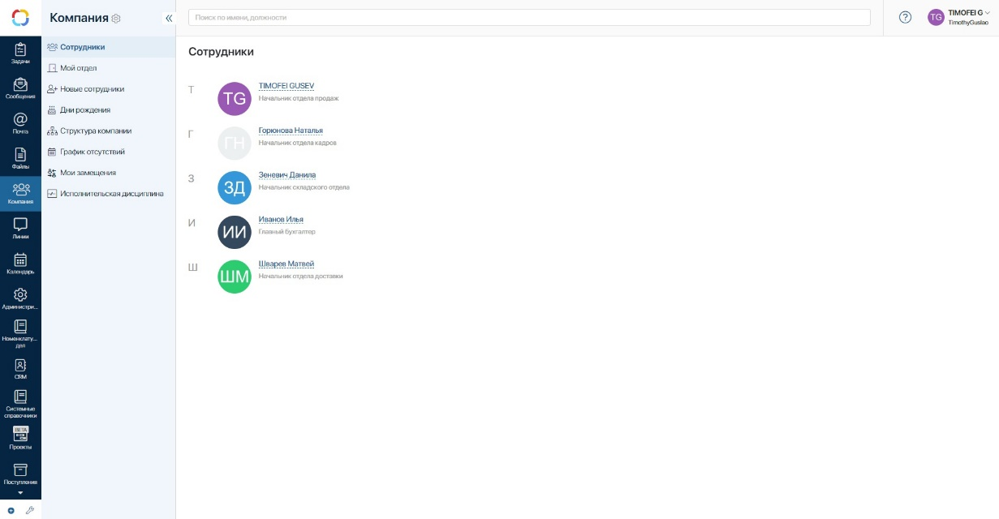 Компания
Поиск по имени, должности
TG
TIMOFEI G
TimothyGuslao
Задачи
Сообщения
Почта
Файлы
Компания
Линии
Календарь
Администри...
Номенклату...
дел
CRM
Системные
справочники
BETA
Проекты
Поступления
Сотрудники
Мой отдел
Новые сотрудники
Дни рождения
Структура компании
График отсутствий
Мои замещения
Исполнительская дисциплина
Сотрудники
T
TG
TIMOFEI GUSEV
Начальник отдела продаж
Г
ГН
Горюнова Наталья
Начальник отдела кадров
З
ЗД
Зеневич Данила
Начальник складского отдела
И
ИИ
Иванов Илья
Главный бухгалтер
Ш
ШМ
Шварев Матвей
Начальник отдела доставки